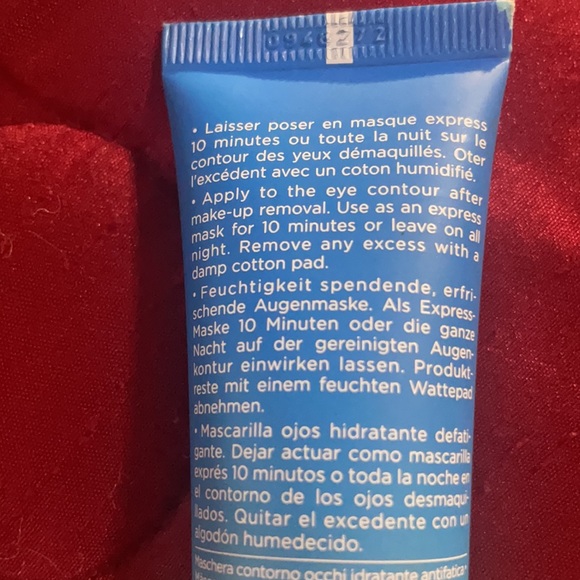 • Laisser poser en masque express
10 minutes ou toute la nuit sur le
contour des yeux démaquillés. Oter
l'excédent avec un coton humidifié.
• Apply to the eye contour after
make-up removal. Use as an express
mask for 10 minutes or leave on all
night. Remove any excess with a
damp cotton pad.
• Feuchtigkeit spendende, erfri-
schende Augenmaske. Als Express-
Maske 10 Minuten oder die ganze
Nacht auf der gereinigten Augen-
kontur einwirken lassen. Produkt-
reste mit einem feuchten Wattepad
abnehmen.
• Mascarilla ojos hidratante defati-
gante. Dejar actuar como mascarilla
exprés 10 minutos o toda la noche en
el contorno de los ojos desmaqui-
llados. Quitar el excedente con un
algodón humedecido.
Maschera contorno occhi idratante antifatica •